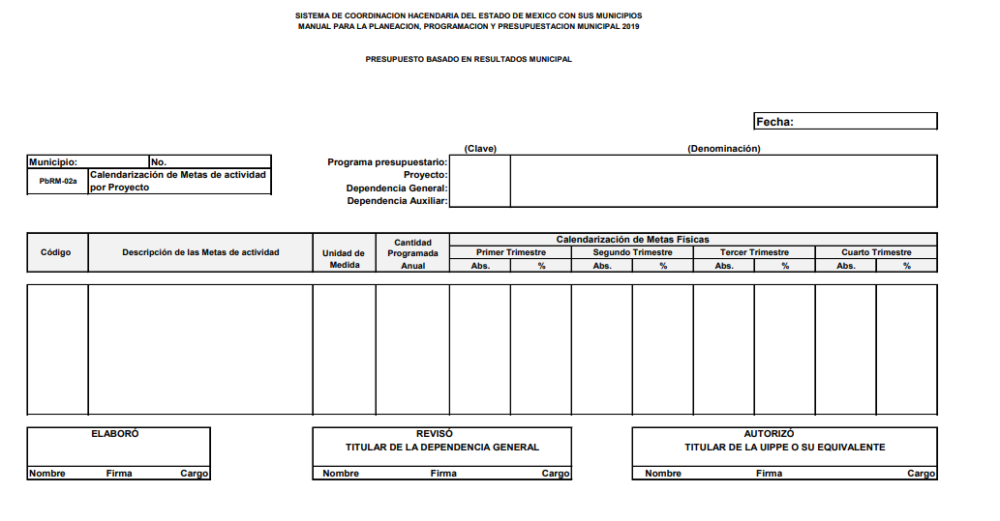 SISTEMA DE COORDINACION HACENDARIA DEL ESTADO DE MEXICO CON SUS MUNICIPIOS
MANUAL PARA LA PLANEACION, PROGRAMACION Y PRESUPUESTACION MUNICIPAL 2019
PRESUPUESTO BASADO EN RESULTADOS MUNICIPAL
Fecha:
(Clave) (Denominación)
Municipio: No.
PbRM-02a Calendarización de Metas de actividad
por Proyecto
Programa presupuestario:
Proyecto:
Dependencia General:
Dependencia Auxiliar:
Código Descripción de las Metas de actividad Unidad de
Medida Cantidad
Programada
Anual Calendarización de Metas Físicas
Primer Trimestre Segundo Trimestre Tercer Trimestre Cuarto Trimestre
Abs. % Abs. % Abs. % Abs. %
ELABORÓ
Nombre Firma Cargo
REVISÓ
TITULAR DE LA DEPENDENCIA GENERAL
Nombre Firma Cargo
AUTORIZÓ
TITULAR DE LA UIPPE O SU EQUIVALENTE
Nombre Firma Cargo